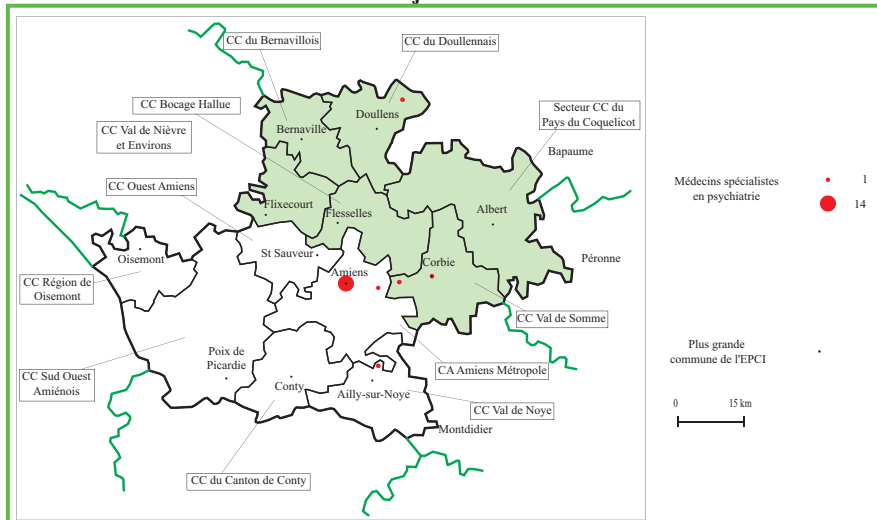 CC du Bernavillois
CC du Doullennais
CC Bocage Hallue
CC Val de Nièvre
et Environs
Secteur CC du
Pays du Coquelicot
Doullens
Bernaville
Bapaume
CC Ouest Amiens
Flixecourt
Flesselles
Albert
Oisemont
St Sauveur
Amiens
Corbie
Péronne
CC Région de
Oisemont
CC Val de Somme
Poix de
Picardie
CC Sud Ouest
Amiénois
Conty
Ailly-sur-Noye
CA Amiens Métropole
CC Val de Noye
Montdidier
CC du Canton de Conty
Médecins spécialistes
en psychiatrie
1
14
Plus grande
commune de l'EPCI
0
15 km